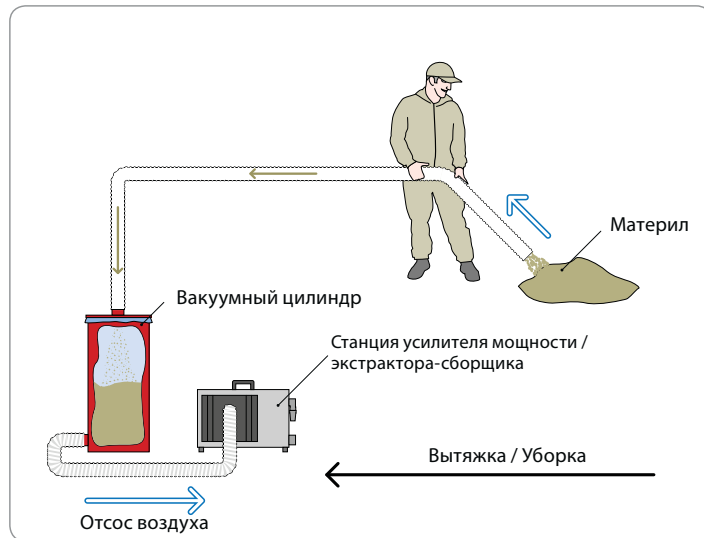 Материл
Вакуумный цилиндр
Станция усилителя мощности /
экстрактора-сборщика
Вытяжка / Уборка
Отсос воздуха